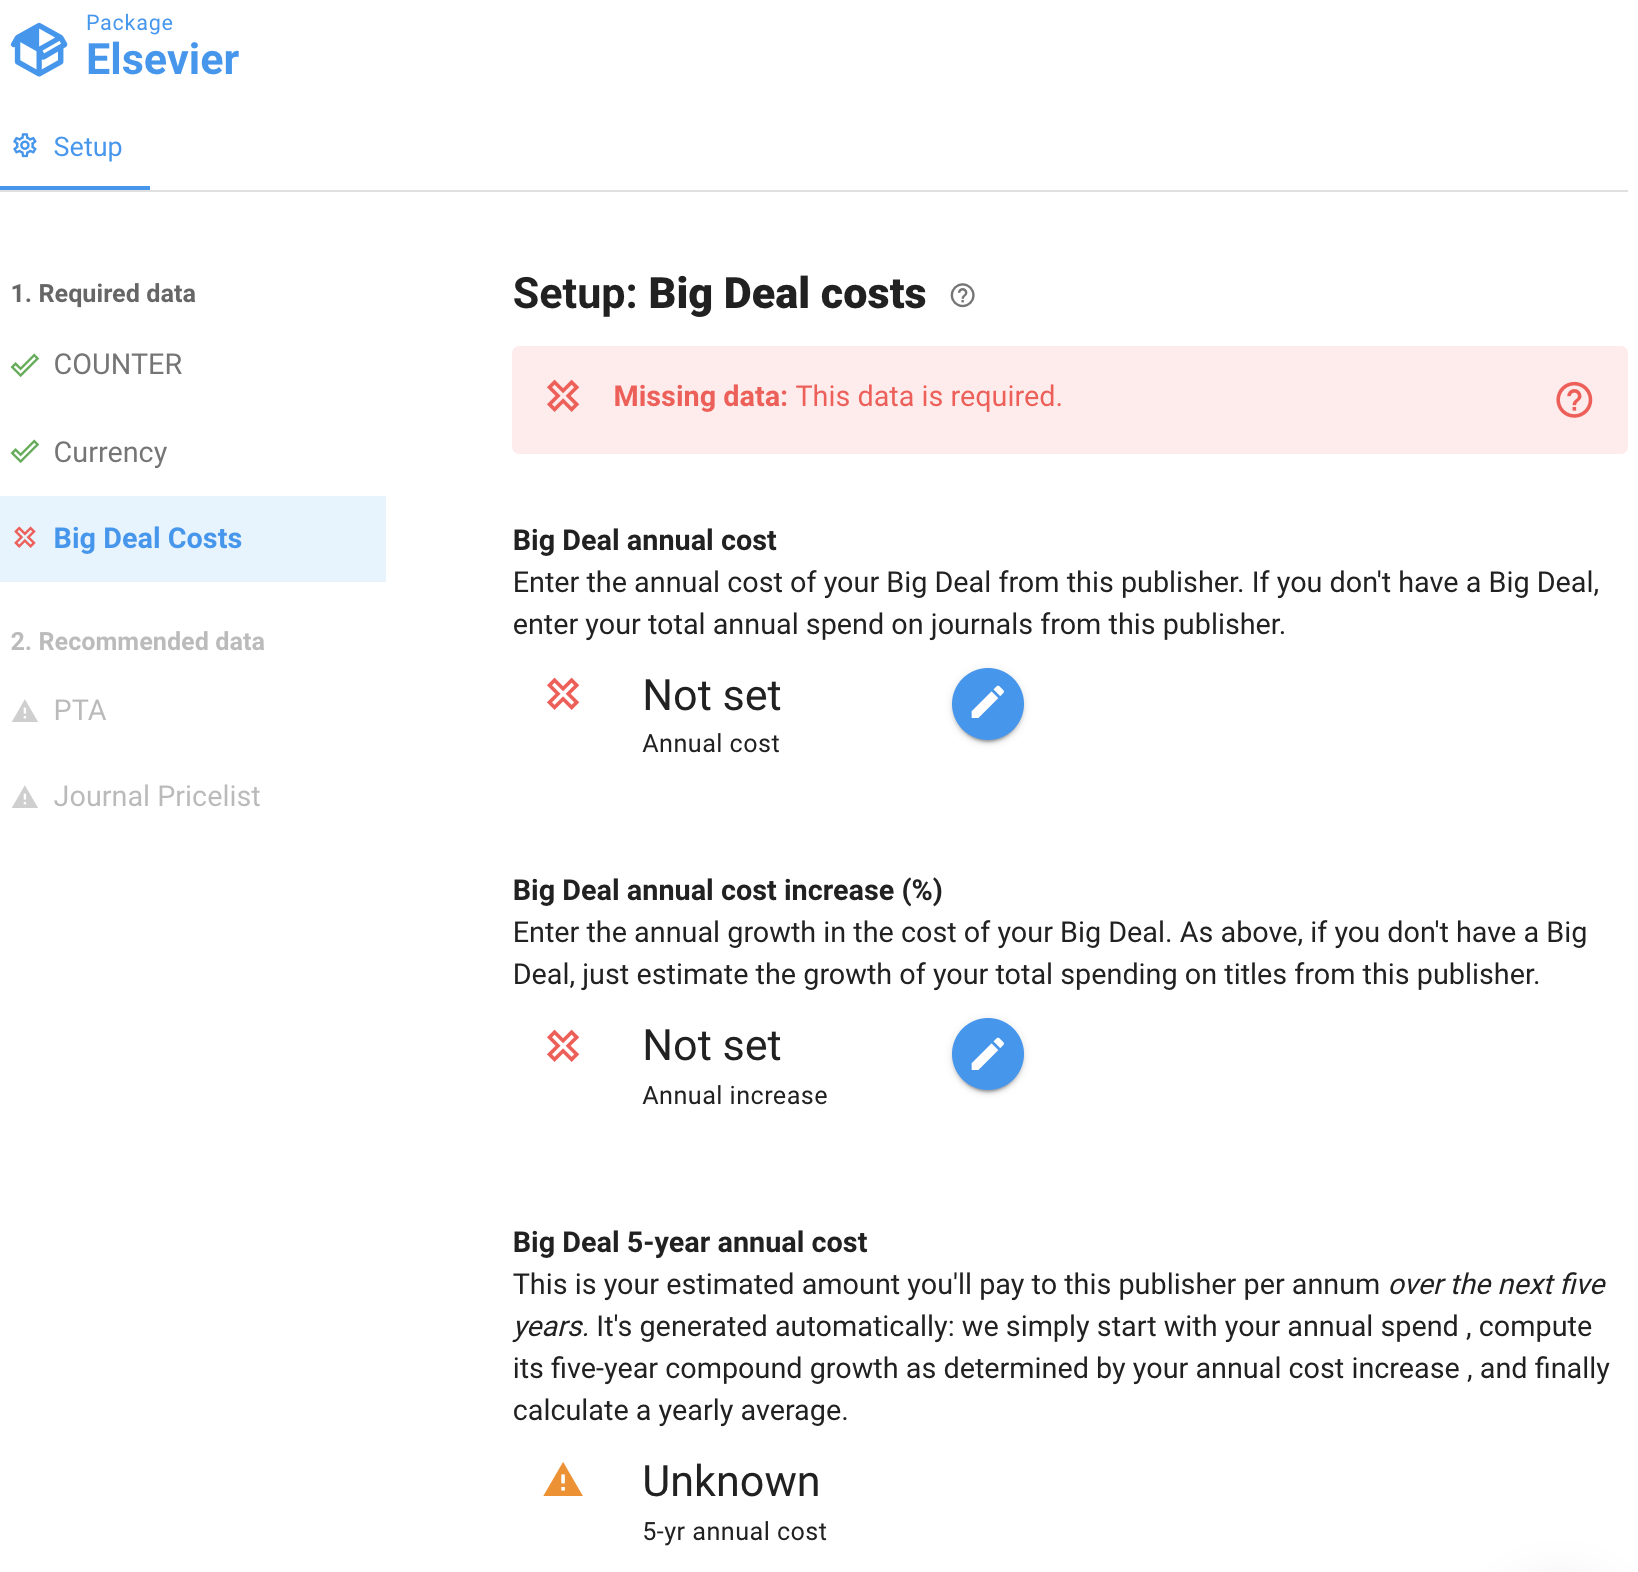 Package
Elsevier
Setup
1. Required data
COUNTER
Currency
Big Deal Costs
2. Recommended data
PTA
Journal Pricelist
Setup: Big Deal costs
Missing data: This data is required.
Big Deal annual cost
Enter the annual cost of your Big Deal from this publisher. If you don't have a Big Deal,
enter your total annual spend on journals from this publisher.
Not set
Annual cost
Big Deal annual cost increase (%)
Enter the annual growth in the cost of your Big Deal. As above, if you don't have a Big
Deal, just estimate the growth of your total spending on titles from this publisher.
Not set
Annual increase
Big Deal 5-year annual cost
This is your estimated amount you'll pay to this publisher per annum over the next five
years. It's generated automatically: we simply start with your annual spend , compute
its five-year compound growth as determined by your annual cost increase , and finally
calculate a yearly average.
Unknown
5-yr annual cost